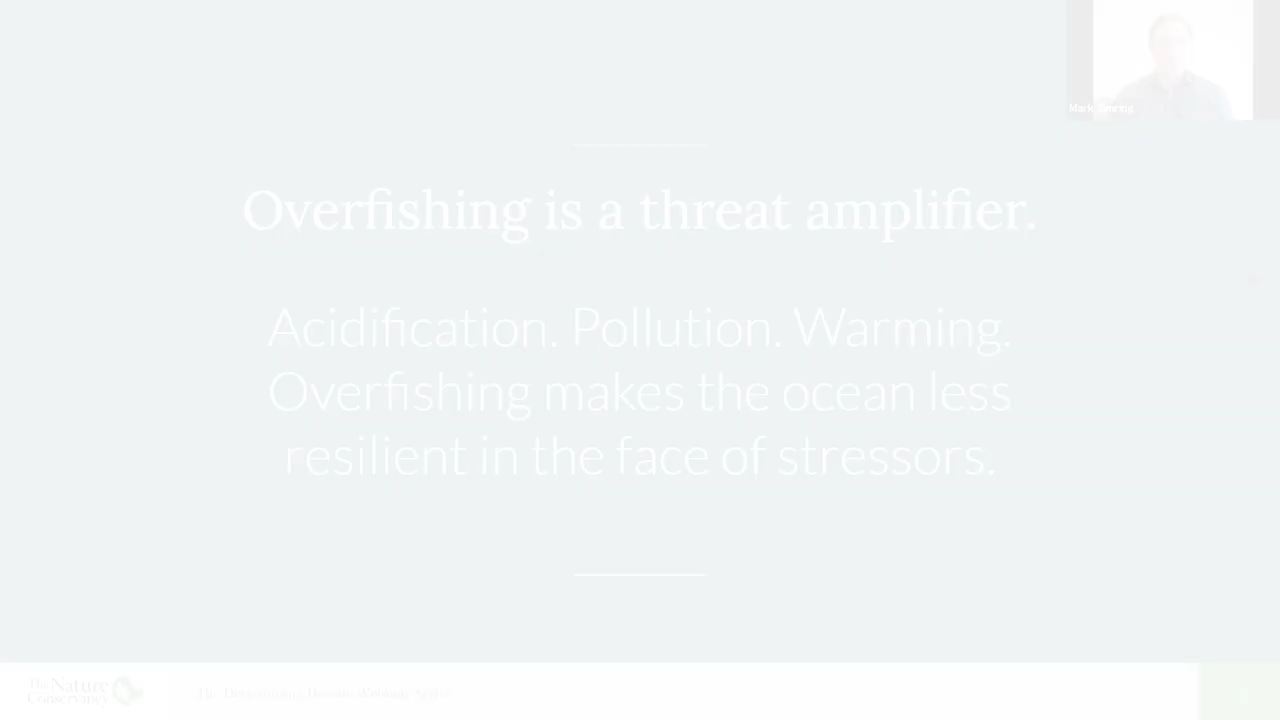 Mark
Overfishing is a threat amplifier.
Acidification. Pollution. Warming.
Overfishing makes the ocean less
resilient in the face of stressors.
The Nature
Conservancy